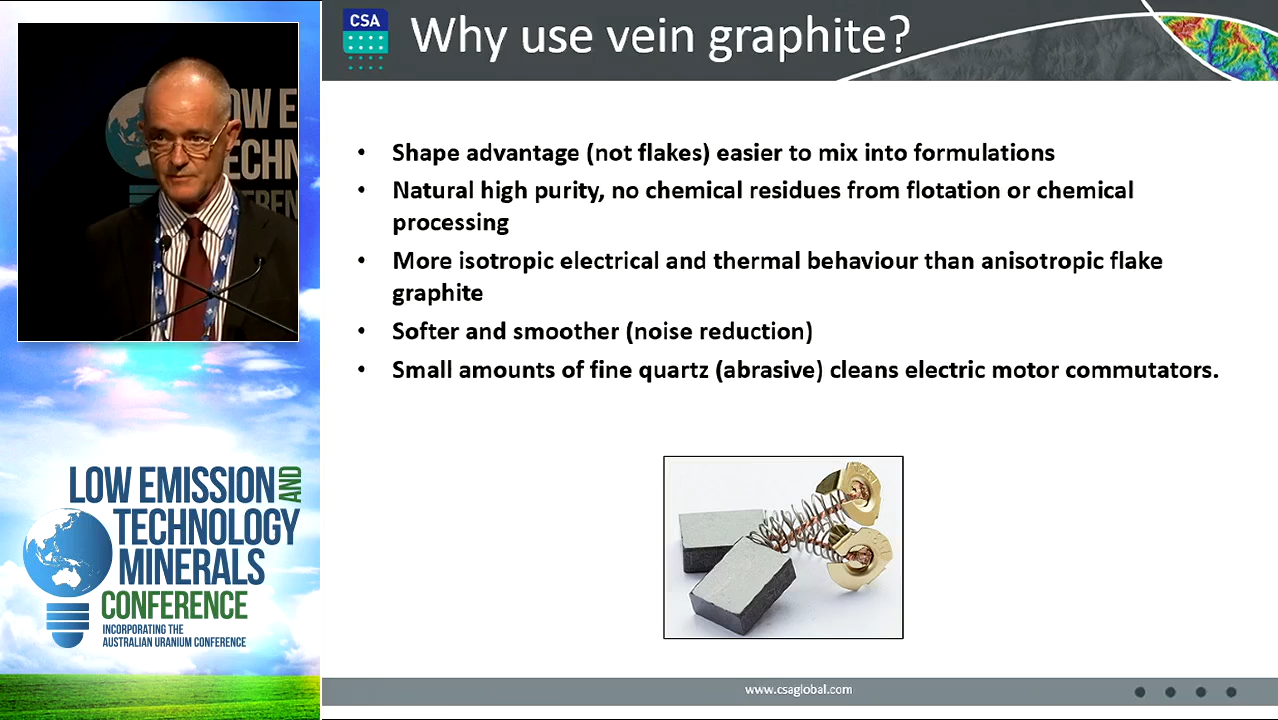 CSA
Why use vein graphite?
LOW E
ECHN
• Shape advantage (not flakes) easier to mix into formulations
• Natural high purity, no chemical residues from flotation or chemical
processing
• More isotropic electrical and thermal behaviour than anisotropic flake
graphite
• Softer and smoother (noise reduction)
• Small amounts of fine quartz (abrasive) cleans electric motor commutators.
LOW EMISSION AND
TECHNOLOGY
MINERALS
CONFERENCE
INCORPORATING THE
AUSTRALIAN URANIUM CONFERENCE
www.csaglobal.com